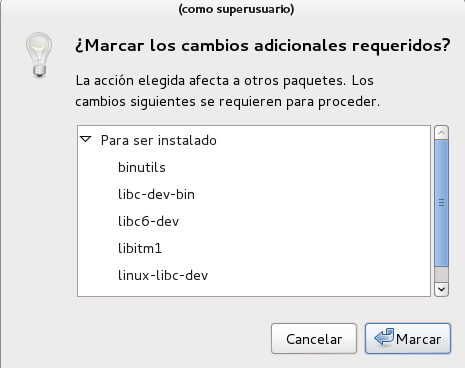 (como superusuario)
¿Marcar los cambios adicionales requeridos?
La acción elegida afecta a otros paquetes. Los
cambios siguientes se requieren para proceder.
Para ser instalado
binutils
libc-dev-bin
libc6-dev
libitm1
linux-libc-dev
Cancelar
Marcar